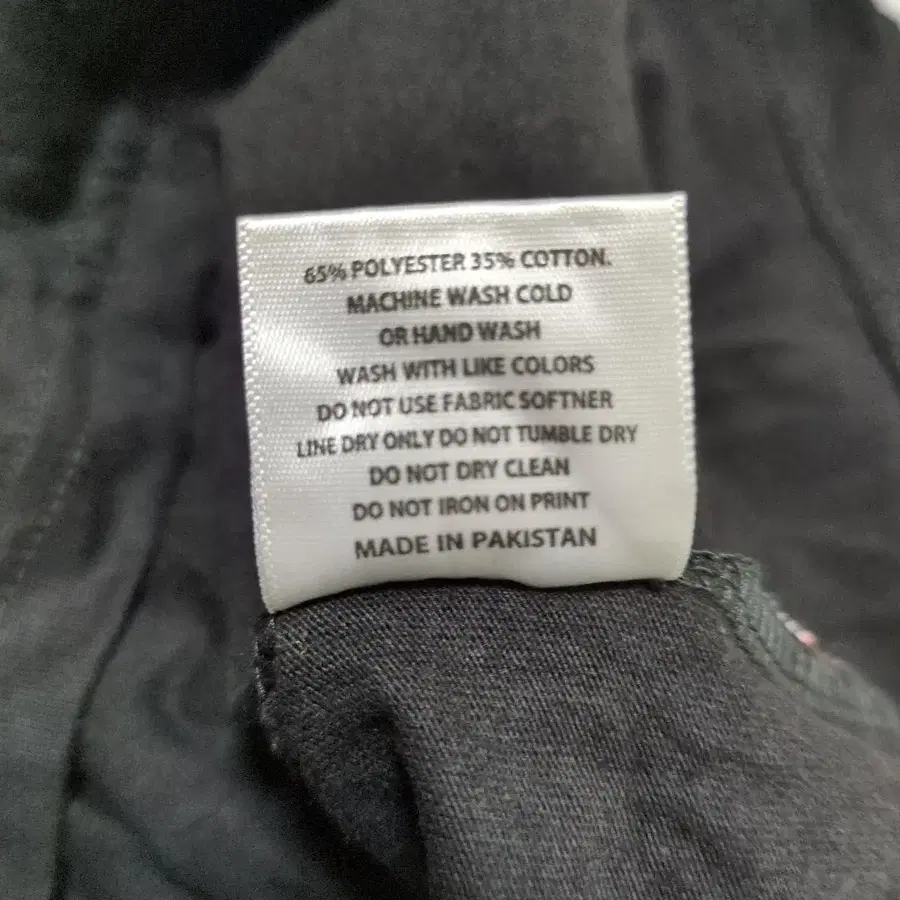 65% POLYESTER 35% COTTON.
MACHINE WASH COLD
OR HAND WASH
WASH WITH LIKE COLORS
DO NOT USE FABRIC SOFTNER
LINE DRY ONLY DO NOT TUMBLE DRY
DO NOT DRY CLEAN
DO NOT IRON ON PRINT
MADE IN PAKISTAN